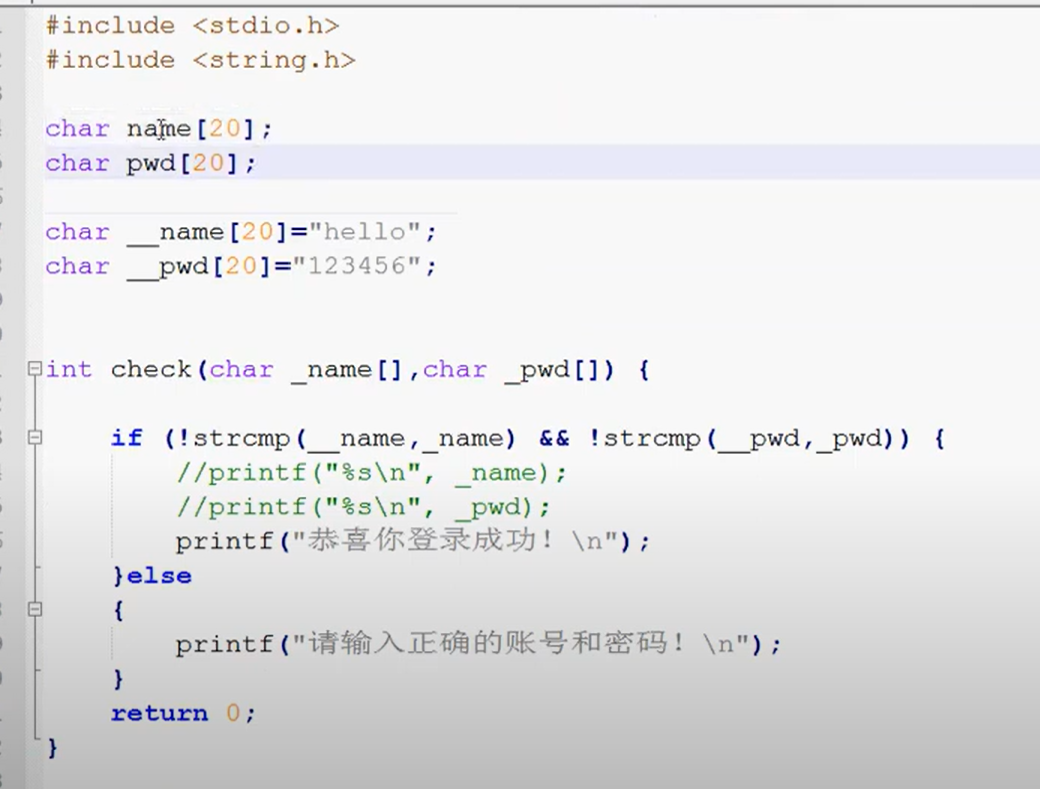 #include <stdio.h>
#include <string.h>
char name[20];
char pwd[20];
char __name[20]="hello";
char __pwd[20]="123456";
int check(char _name[],char _pwd[]) {
if (!strcmp(__name,_name) && !strcmp(__pwd,_pwd)) {
//printf("%s\n", _name);
//printf("%s\n", _pwd);
printf("恭喜你登录成功！\n");
}else
{
printf("请输入正确的账号和密码！\n");
}
return 0;
}